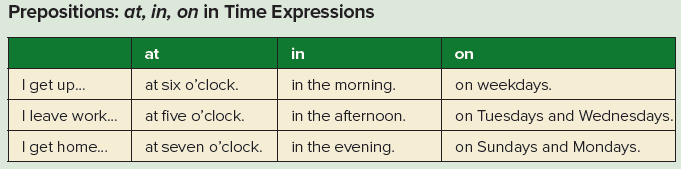 Prepositions: at, in, on in Time Expressions
at in on
I get up... at six o'clock. in the morning. on weekdays.
I leave work... at five o'clock. in the afternoon. on Tuesdays and Wednesdays.
I get home... at seven o'clock. in the evening. on Sundays and Mondays.